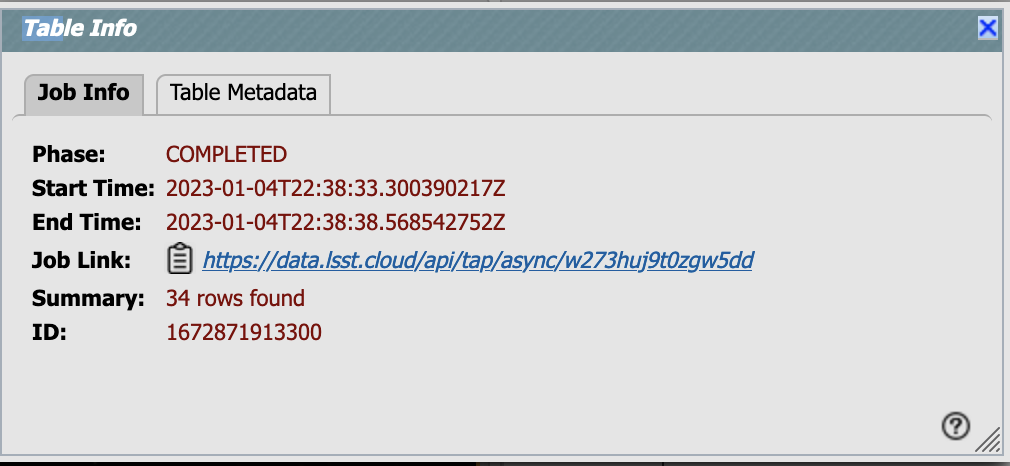 Table Info
Job Info Table Metadata
Phase: COMPLETED
Start Time: 2023-01-04T22:38:33.300390217Z
End Time: 2023-01-04T22:38:38.568542752Z
Job Link: https://data.lsst.cloud/api/tap/async/w273huj9t0zgw5dd
Summary: 34 rows found
ID: 1672871913300
?